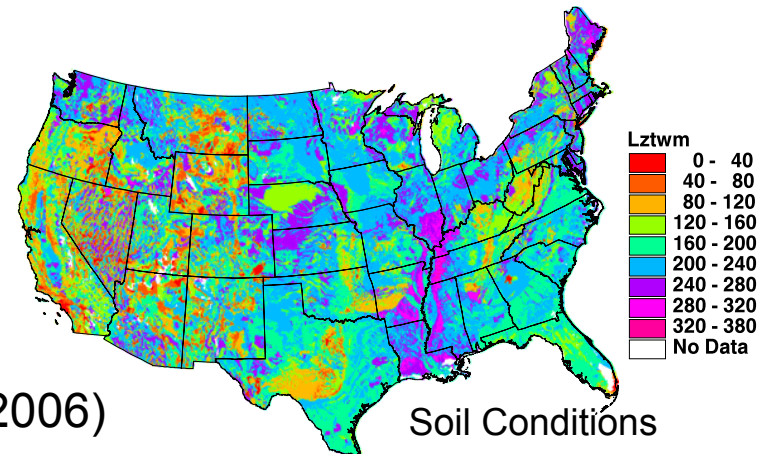 Lztwm
0 - 40
40 - 80
80 - 120
120 - 160
160 - 200
200 - 240
240 - 280
280 - 320
320 - 380
No Data
2006)
Soil Conditions